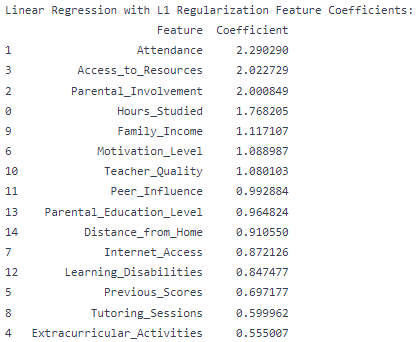 Linear Regression with L1 Regularization Feature Coefficients:
Feature Coefficient
1 Attendance 2.290290
3 Access_to_Resources 2.022729
2 Parental_Involvement 2.000849
0 Hours_Studied 1.768205
9 Family_Income 1.117107
6 Motivation_Level 1.088987
10 Teacher_Quality 1.080103
11 Peer_Influence 0.992884
13 Parental_Education_Level 0.964824
14 Distance_from_Home 0.910550
7 Internet_Access 0.872126
12 Learning_Disabilities 0.847477
5 Previous_Scores 0.697177
8 Tutoring_Sessions 0.599962
4 Extracurricular_Activities 0.555007